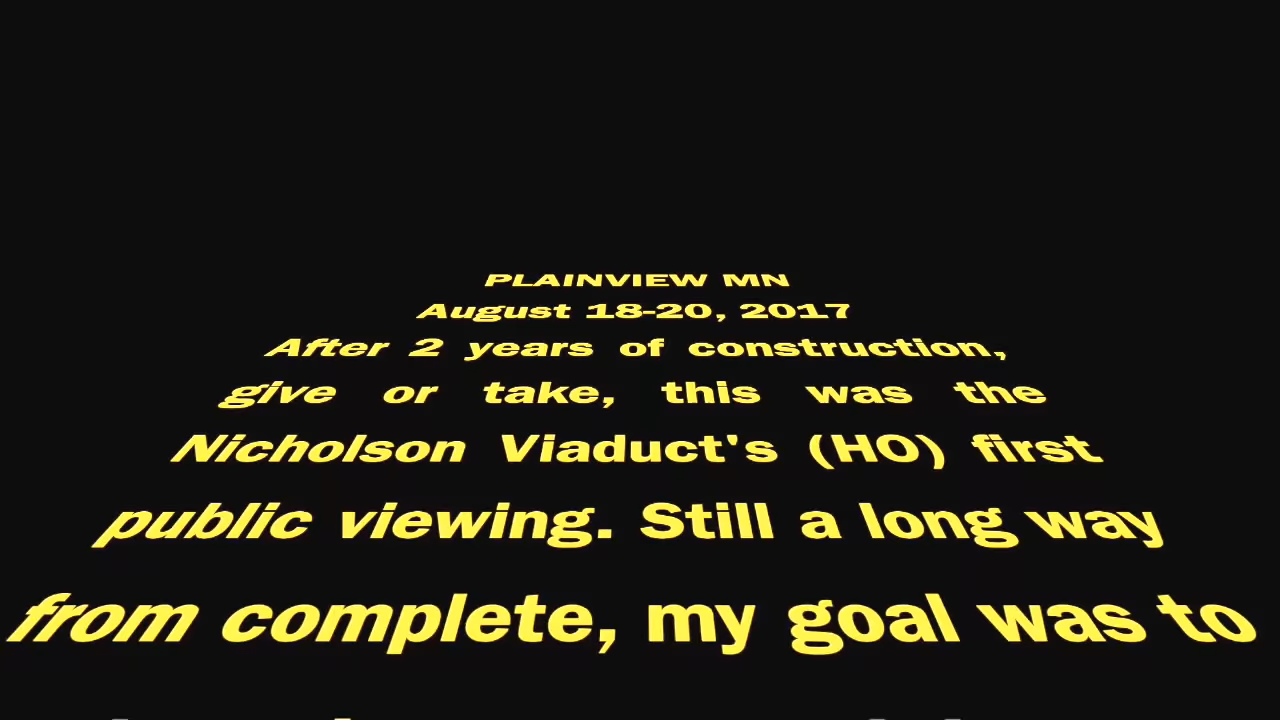 PLAINVIEW MN
August 18-20, 2017
After 2 years of construction,
give or take, this was the
Nicholson Viaduct's (HO) first
public viewing. Still a long way
from complete, my goal was to